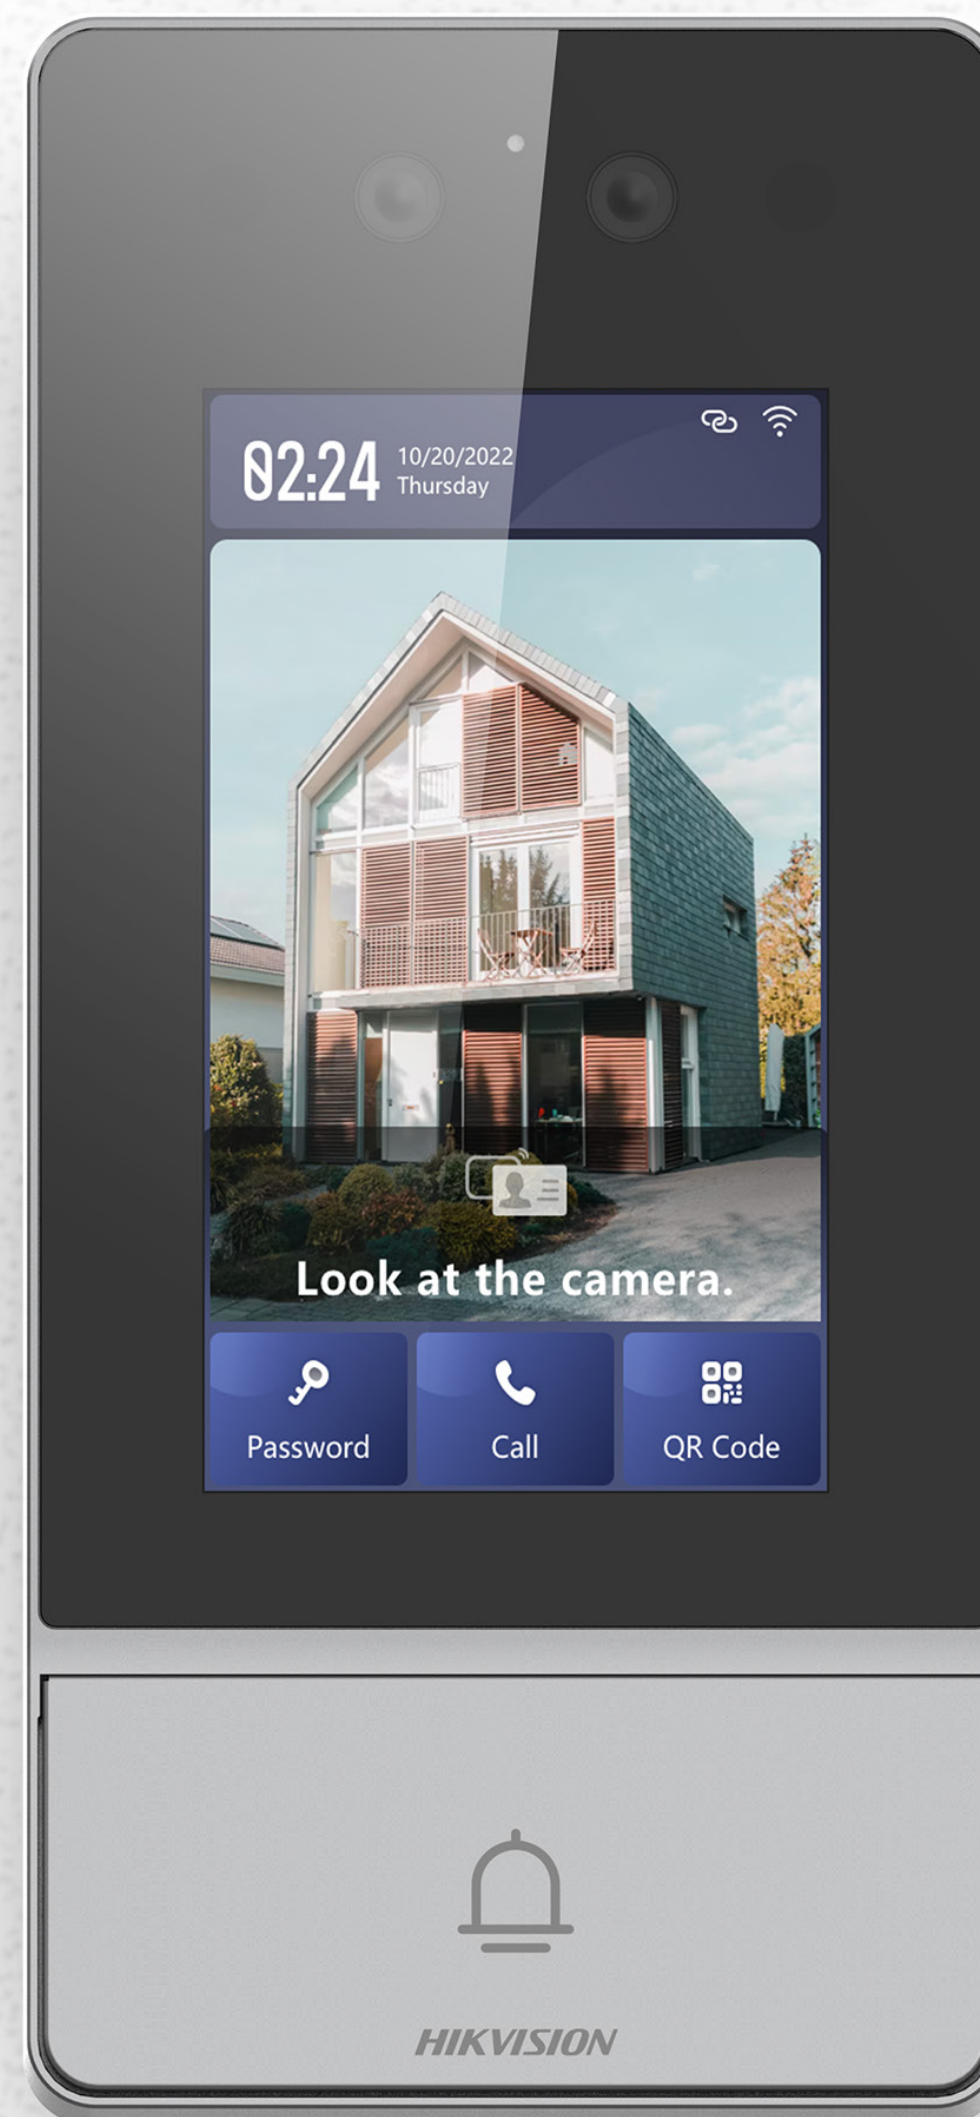 02:24
10/20/2022
Thursday
Look at the camera.
Password
Call
QR Code
HIKVISION